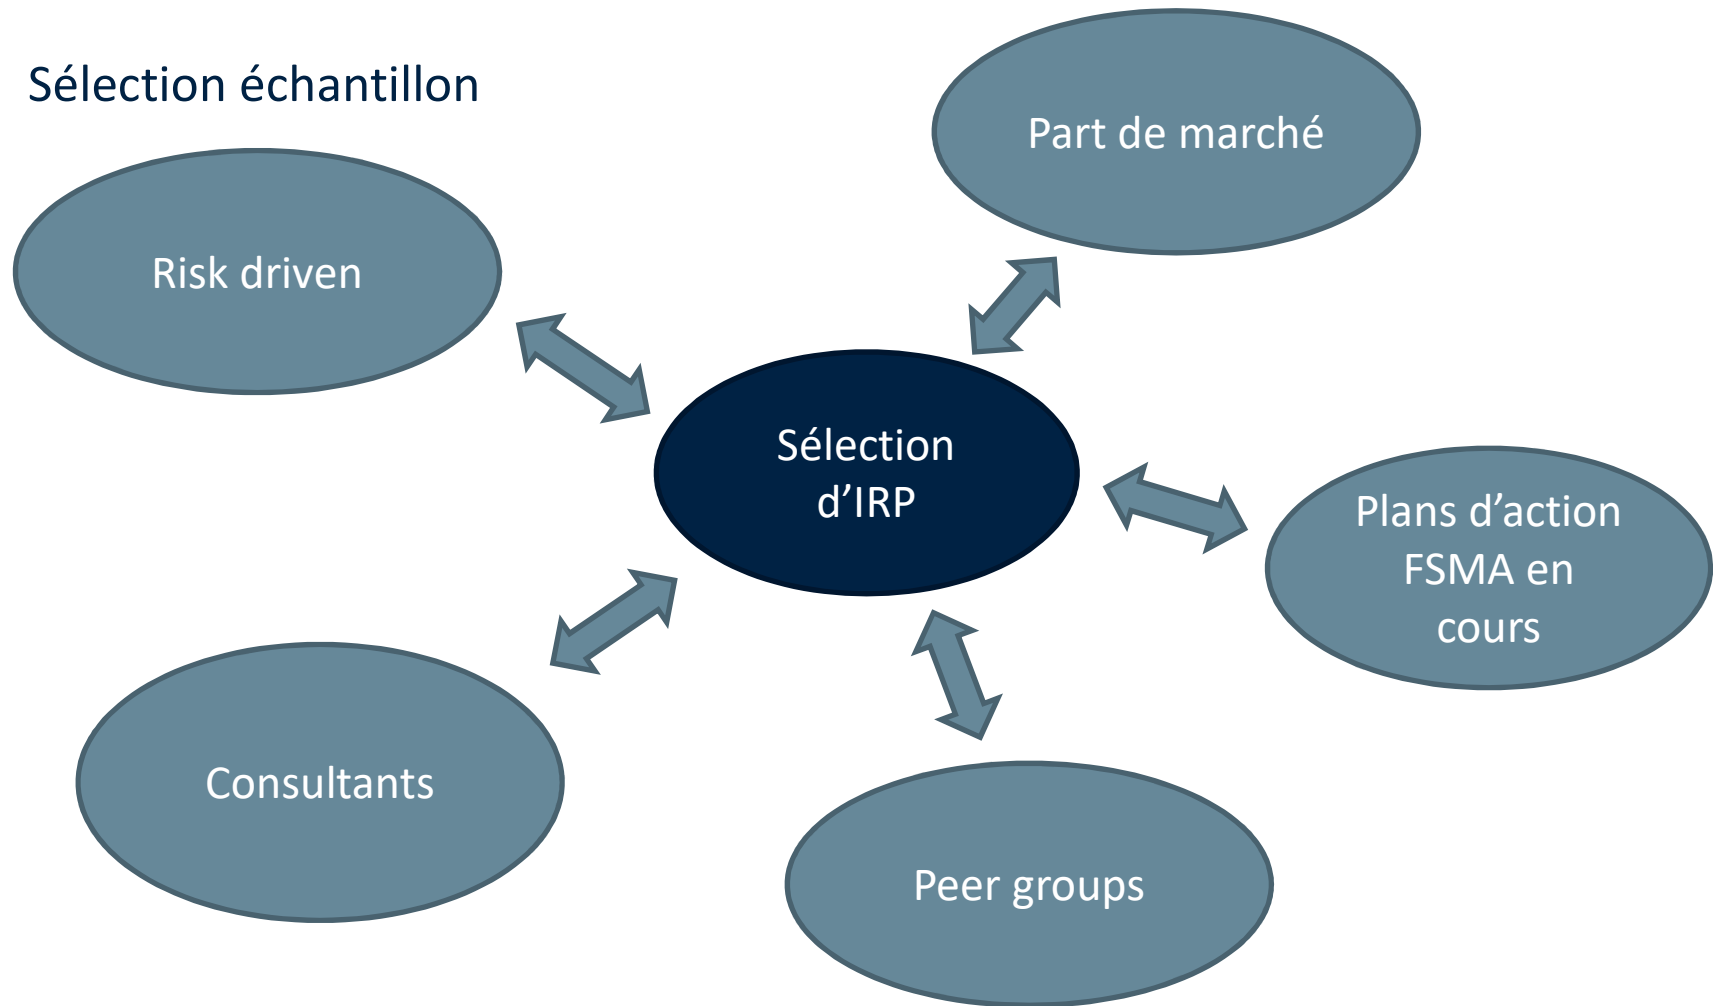 Sélection échantillon
Part de marché
Risk driven
Sélection
d’IRP
Plans d’action
FSMA en
cours
Consultants
Peer groups